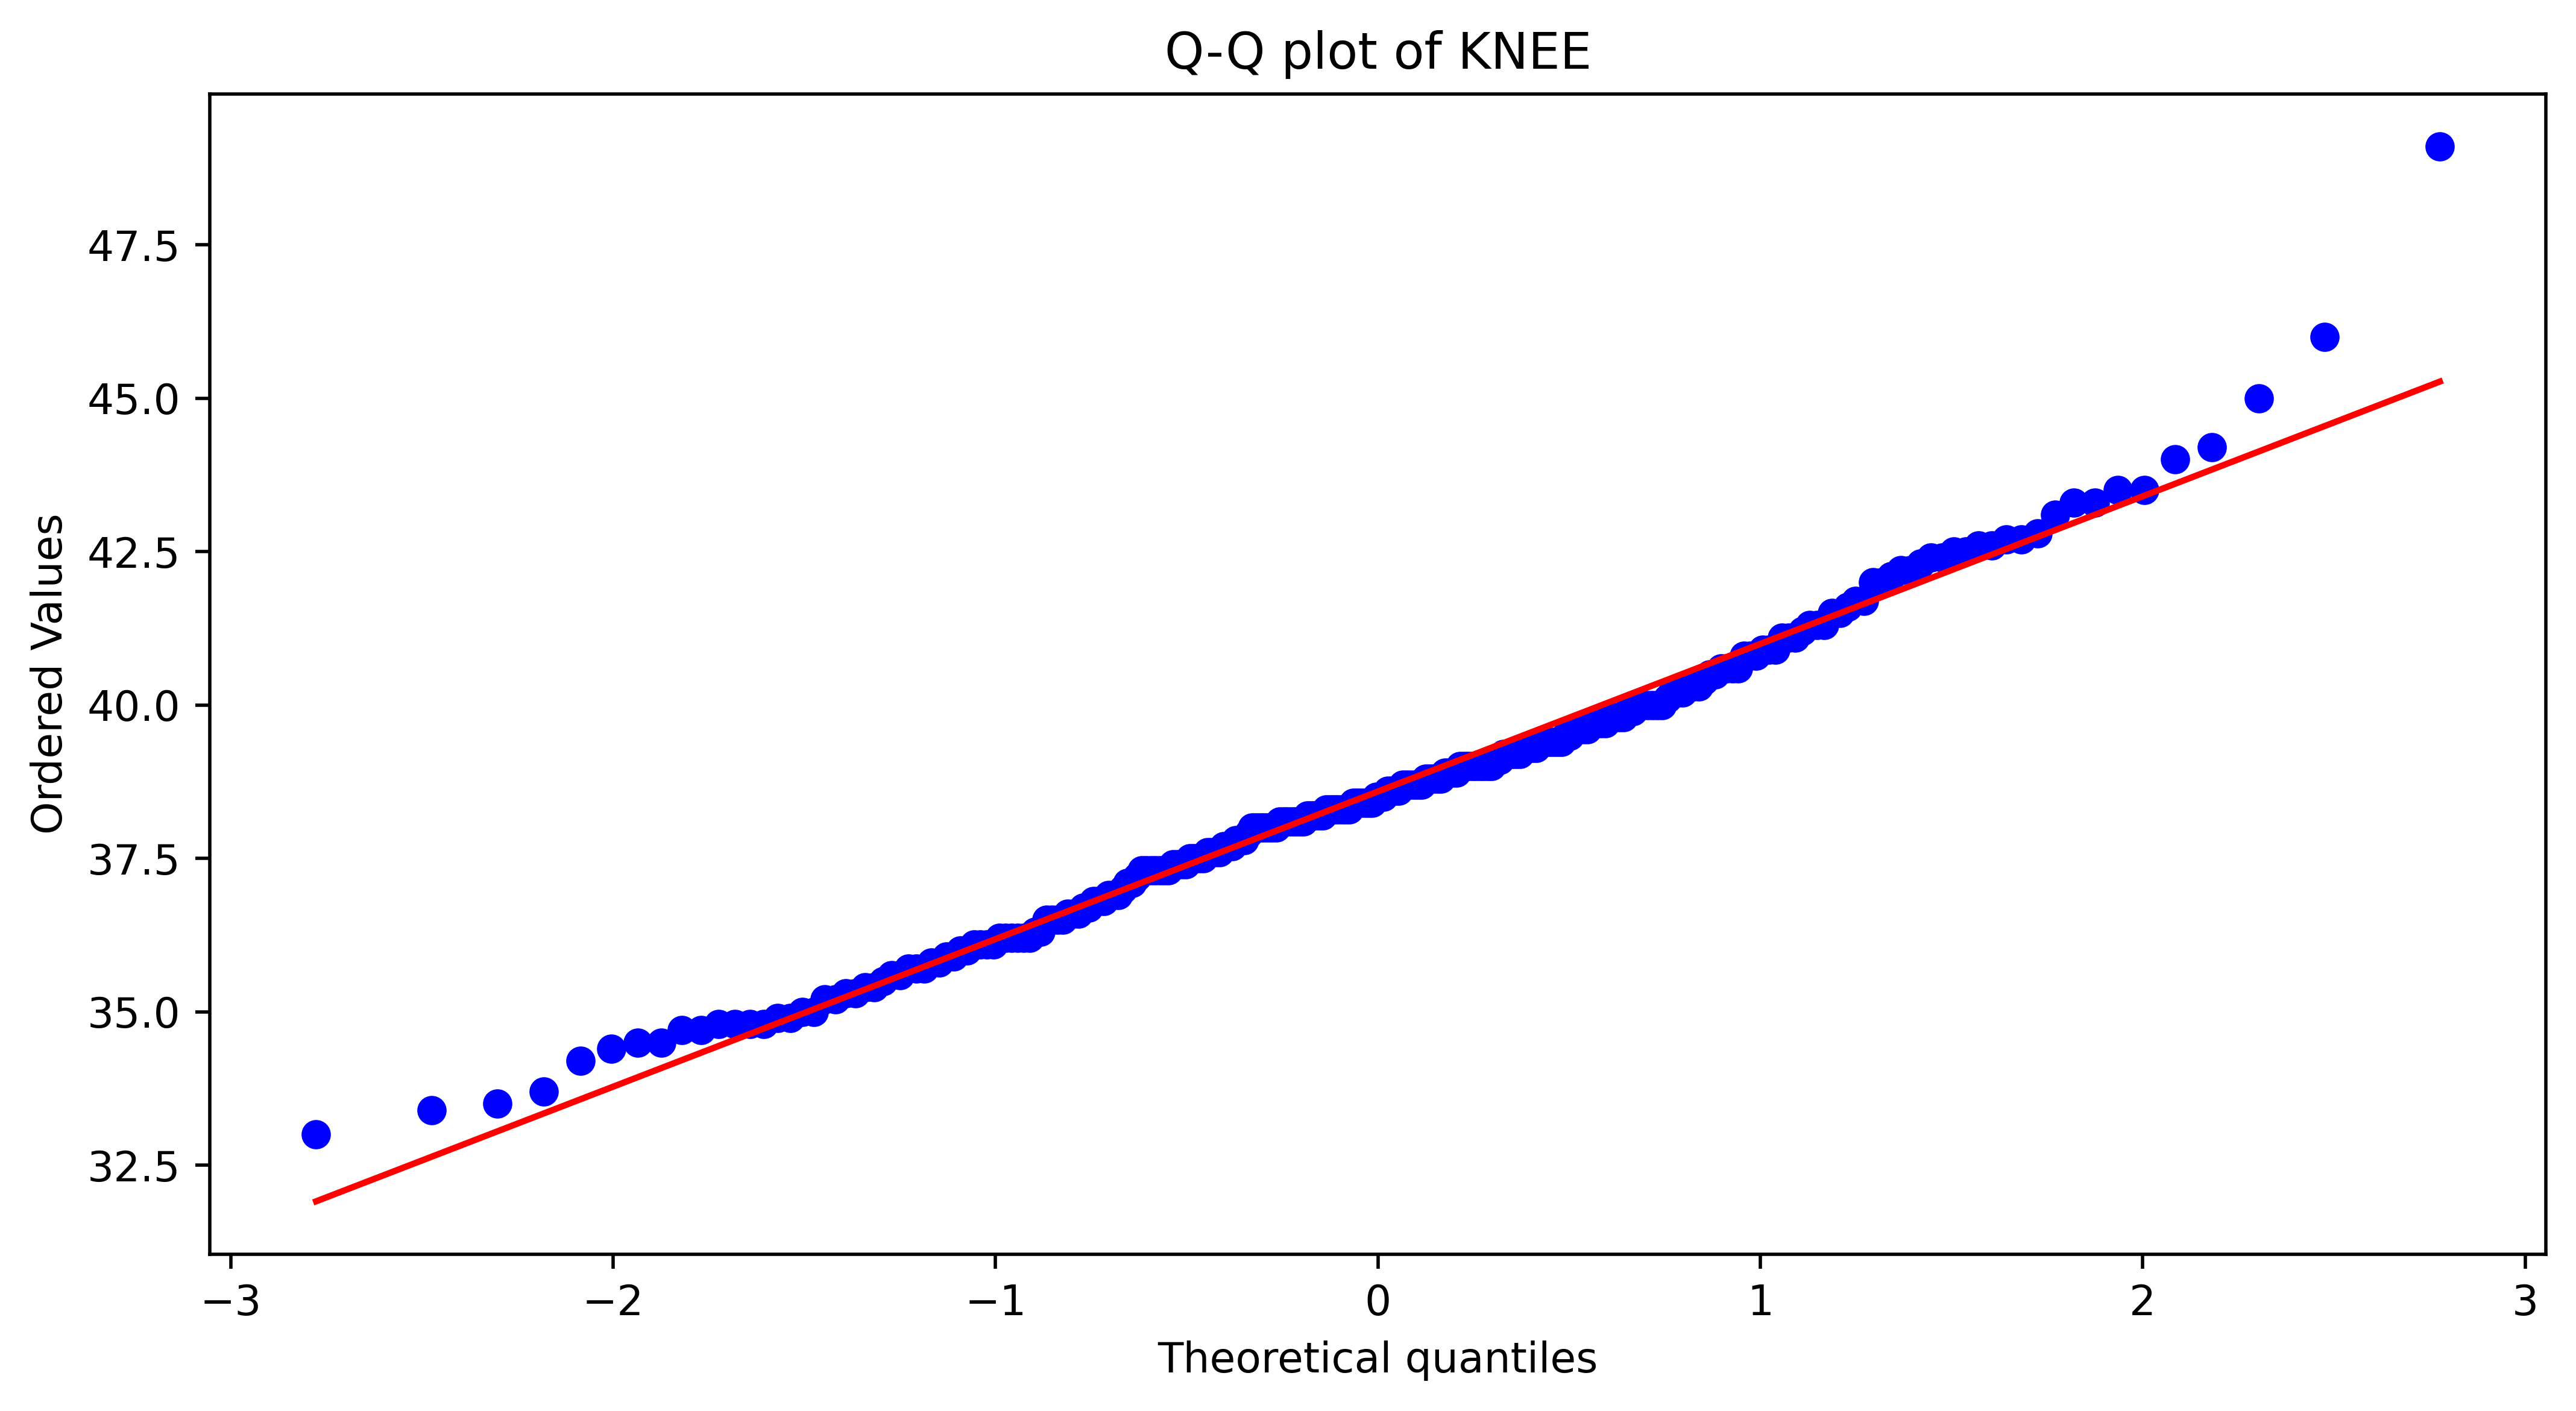 Q-Q plot of KNEE
47.5
45.0
42.5
40.0
37.5
35.0
32.5
Ordered Values
−3 −2 −1 0 1 2 3
Theoretical quantiles